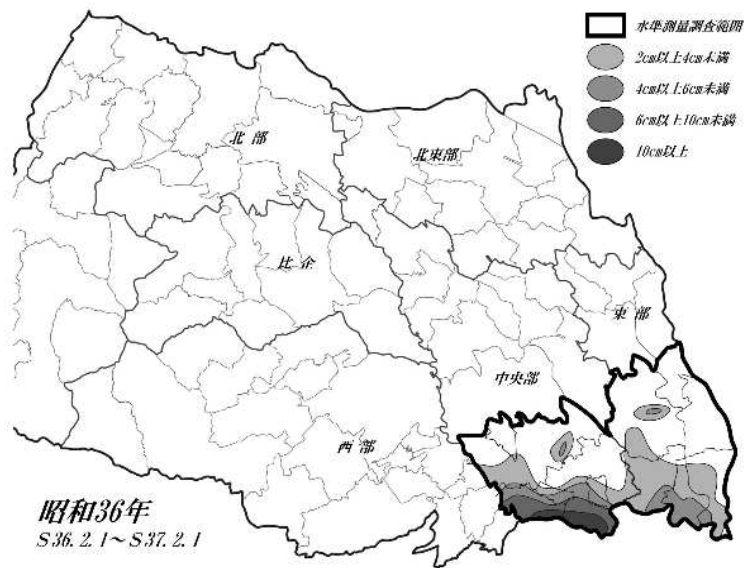 水準測量調査範囲
2cm以上4cm未満
4cm以上6cm未満
6cm以上10cm未満
10cm以上
北部
北東部
比企
東部
中央部
西部
昭和36年
S36.2.1～S37.2.1